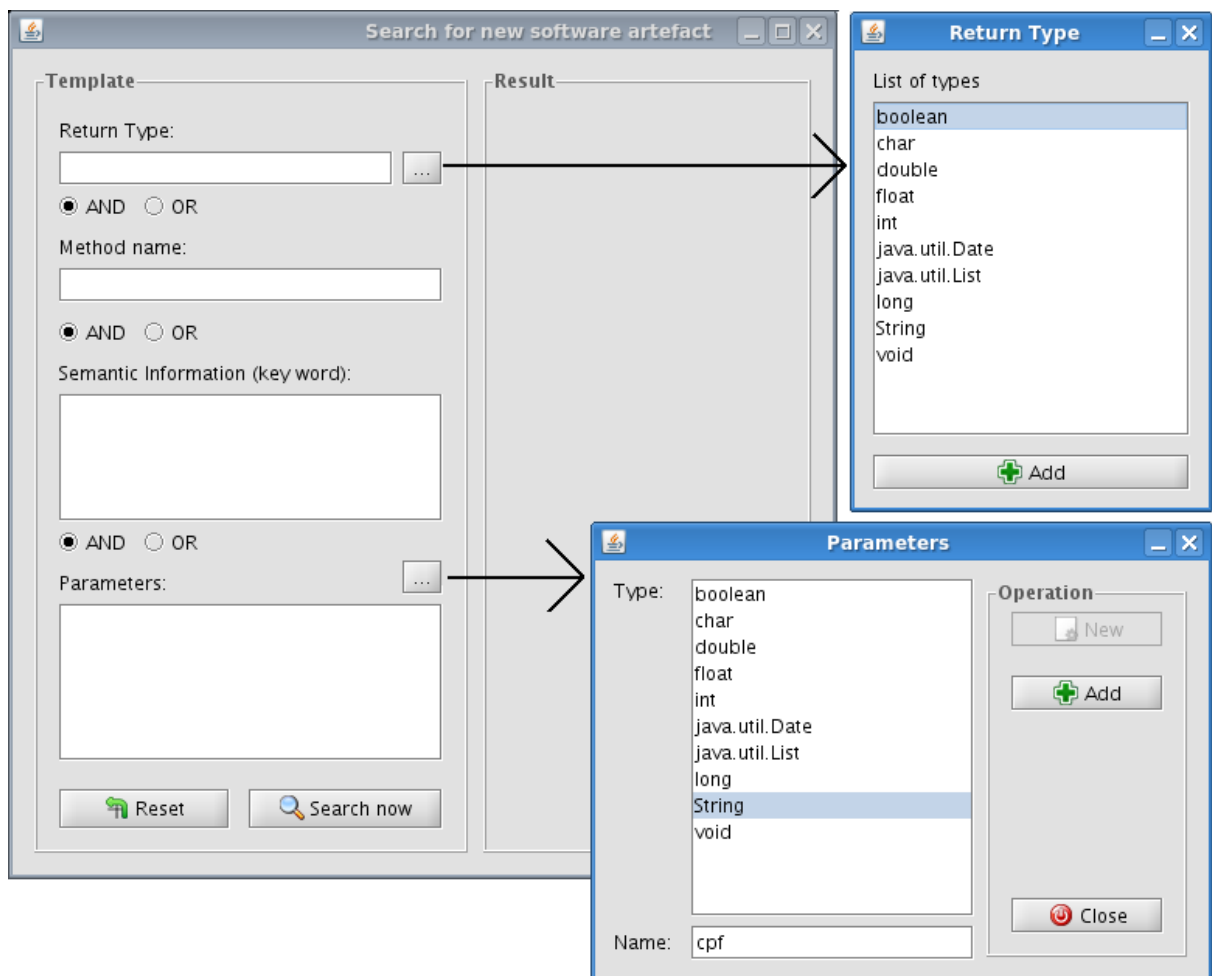 Search for new software artefact
Template
Return Type:
...
AND OR
Method name:
AND OR
Semantic Information (key word):
AND OR
Parameters:
...
Reset
Search now
Result
Return Type
List of types
boolean
char
double
float
int
java.util.Date
java.util.List
long
String
void
Add
Parameters
Type:
boolean
char
double
float
int
java.util.Date
java.util.List
long
String
void
Name: cpf
Operation
New
Add
Close